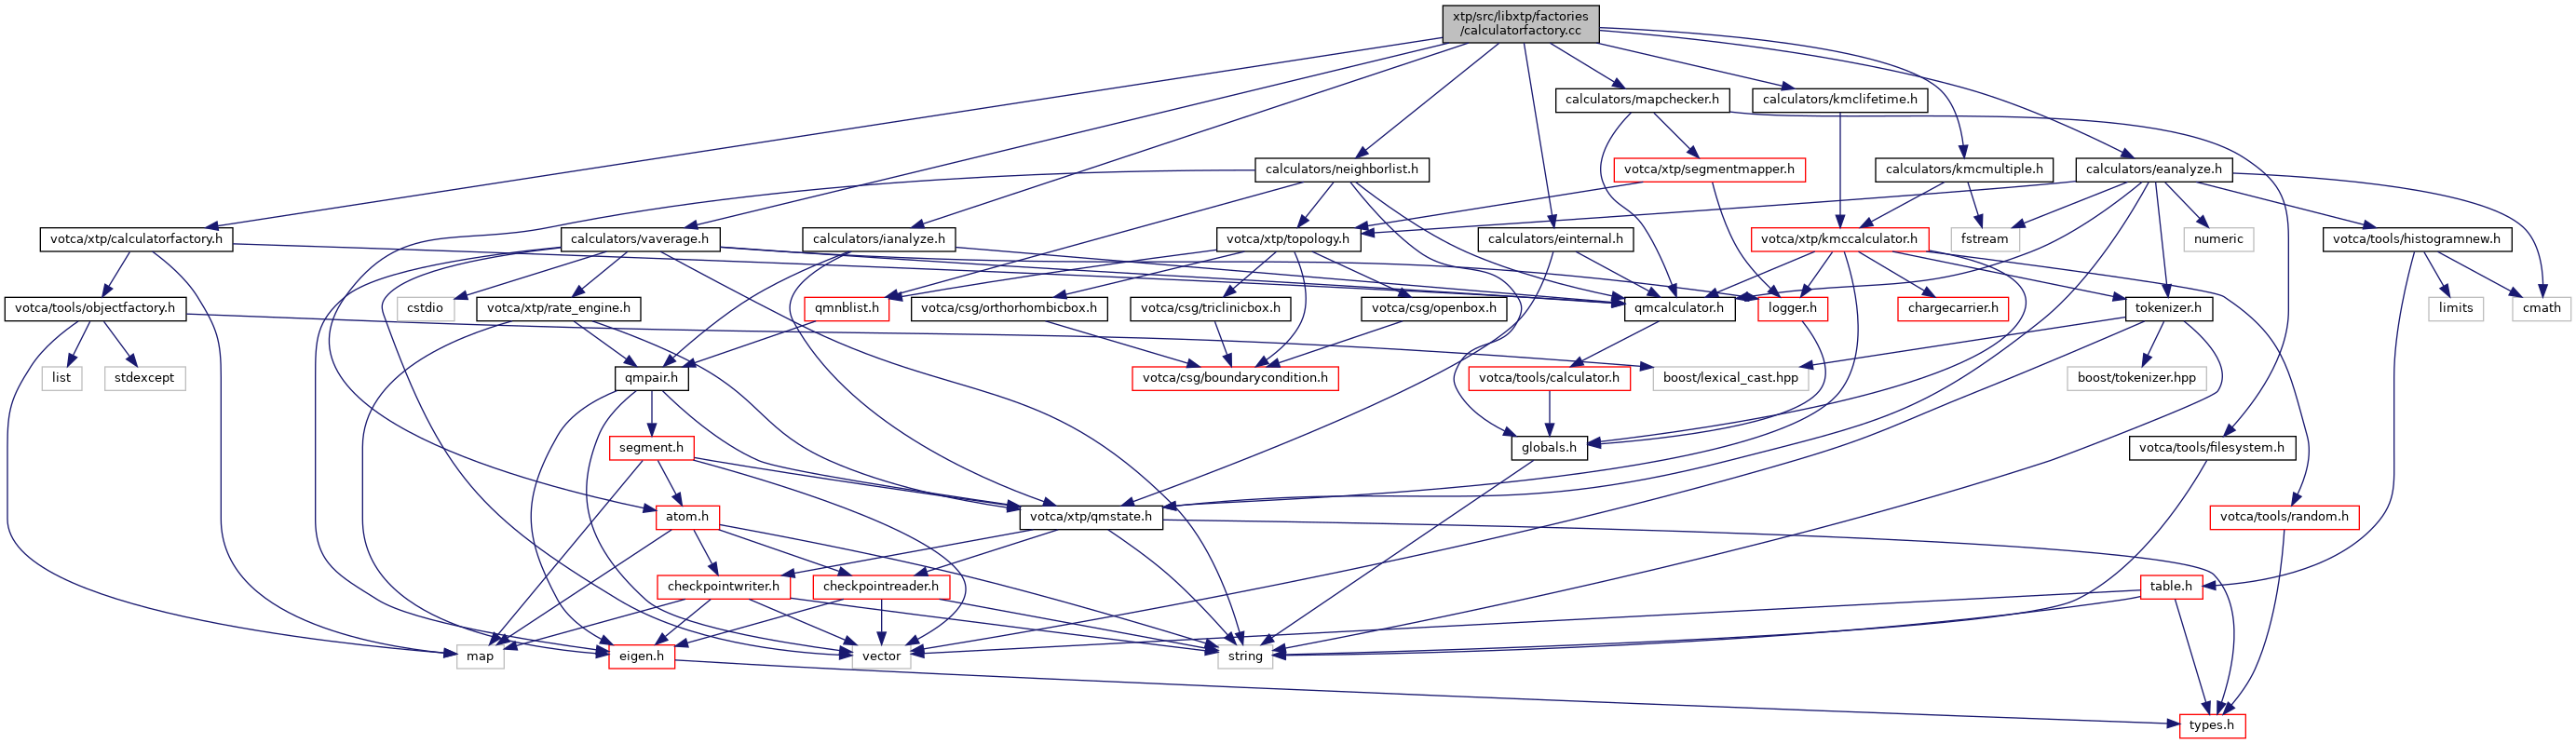 xtp/src/libxtp/factories
/calculatorfactory.cc
calculators/mapchecker.h
calculators/kmclifetime.h
calculators/neighborlist.h
votca/xtp/segmentmapper.h
calculators/kmcmultiple.h
calculators/eanalyze.h
votca/xtp/calculatorfactory.h
calculators/vaverage.h
calculators/ianalyze.h
votca/xtp/topology.h
calculators/einternal.h
votca/xtp/kmccalculator.h
fstream
numeric
votca/tools/histogramnew.h
votca/tools/objectfactory.h
cstdio
votca/xtp/rate_engine.h
qmnblist.h
votca/csg/orthorhombicbox.h
votca/csg/triclinicbox.h
votca/csg/openbox.h
qmcalculator.h
logger.h
chargecarrier.h
tokenizer.h
limits
cmath
list
stdexcept
qmpair.h
votca/csg/boundarycondition.h
votca/tools/calculator.h
boost/lexical_cast.hpp
boost/tokenizer.hpp
segment.h
globals.h
votca/tools/filesystem.h
atom.h
votca/xtp/qmstate.h
votca/tools/random.h
checkpointwriter.h
checkpointreader.h
table.h
map
eigen.h
vector
string
types.h